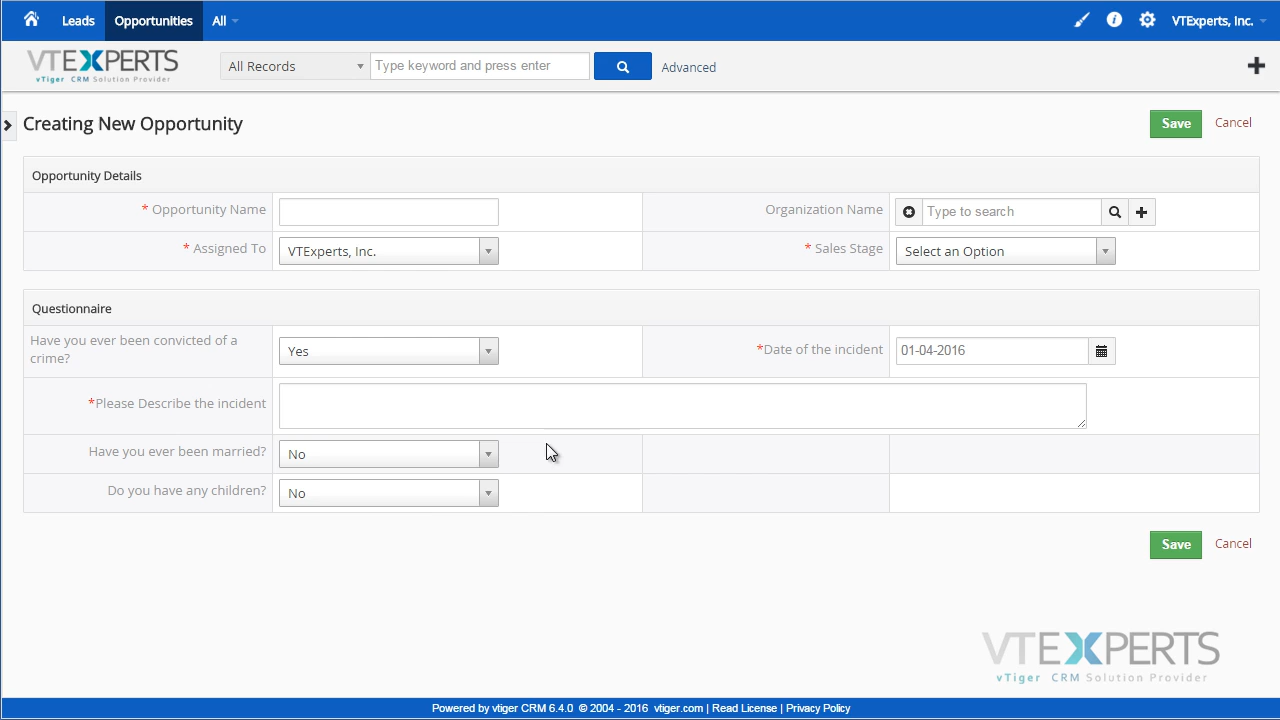 Leads Opportunities All VTExperts, Inc.
VTEXPERTS
vTiger CRM Solution Provider
All Records Type keyword and press enter Advanced
Creating New Opportunity Save Cancel
Opportunity Details
* Opportunity Name Organization Name Type to search
* Assigned To VTExperts, Inc. * Sales Stage Select an Option
Questionnaire
Have you ever been convicted of a
crime? Yes *Date of the incident 01-04-2016
*Please Describe the incident
Have you ever been married? No
Do you have any children? No
Save Cancel
VTEXPERTS
vTiger CRM Solution Provider
Powered by vtiger CRM 6.4.0 © 2004 - 2016 vtiger.com | Read License | Privacy Policy